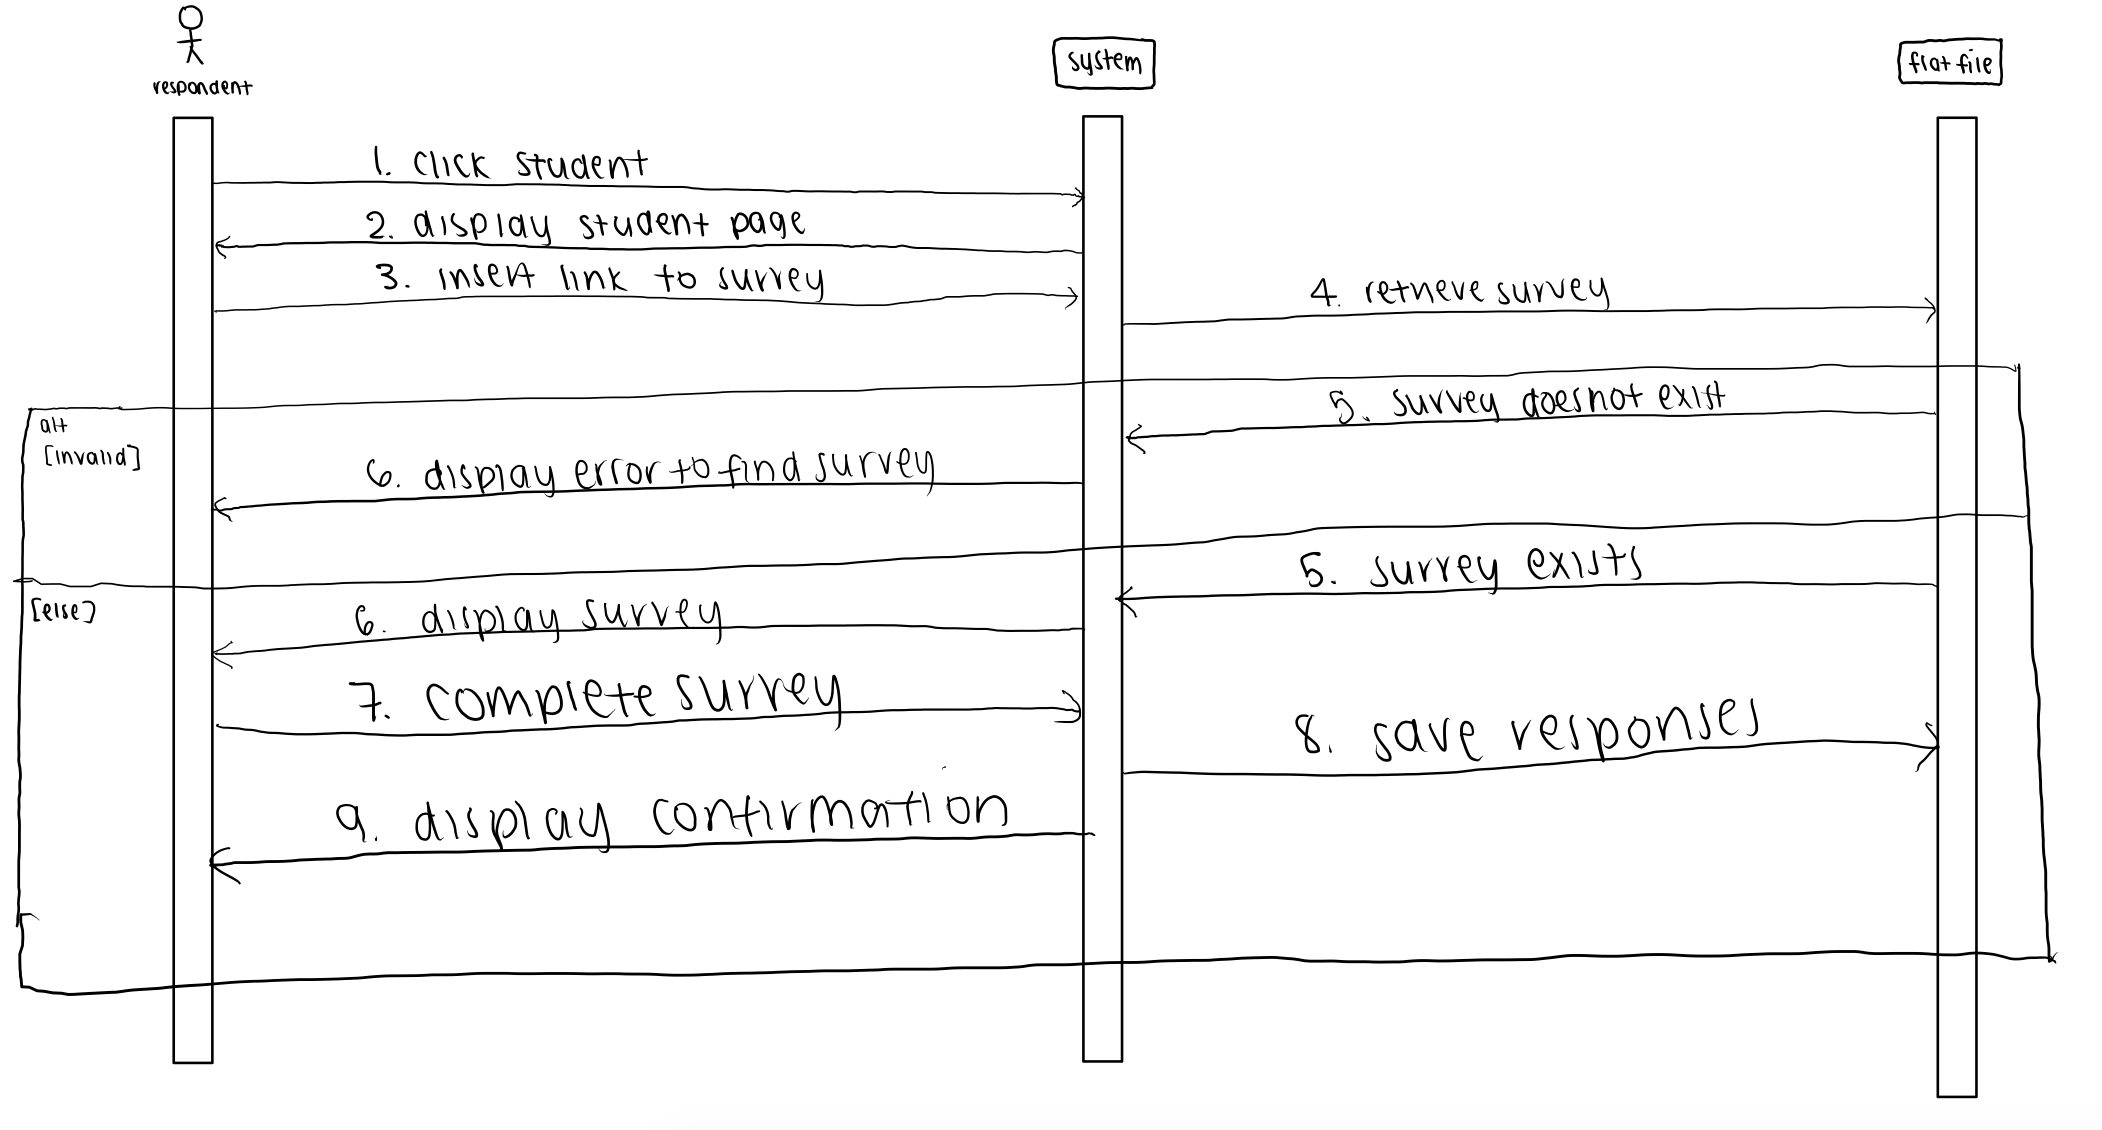 respondent
system
flat file
1. click student
2. display student page
3. insert link to survey
4. retrieve survey
alt
[invalid]
5. survey does not exist
6. display error to find survey
[else]
5. survey exists
6. display survey
7. complete survey
8. save responses
9. display confirmation